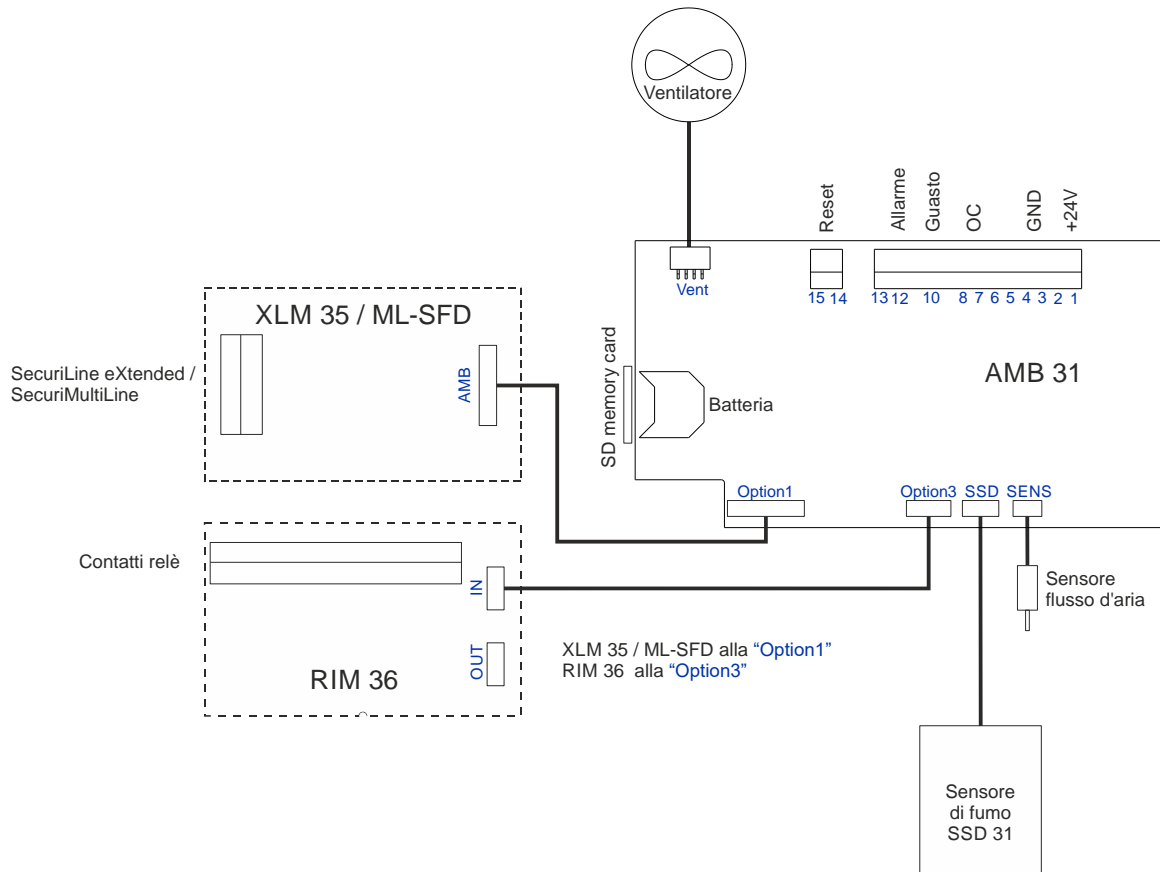 Ventilatore
Reset
Allarme
Guasto
OC
GND
+24V
Vent
15 14
13 12 10 8 7 6 5 4 3 2 1
XLM 35 / ML-SFD
SecuriLine eXtended /
SecuriMultiLine
AMB
SD memory card
Batteria
AMB 31
Option1
Option3
SSD
SENS
Contatti relè
IN
OUT
RIM 36
Sensore
flusso d'aria
XLM 35 / ML-SFD alla “Option1”
RIM 36 alla “Option3”
Sensore
di fumo
SSD 31